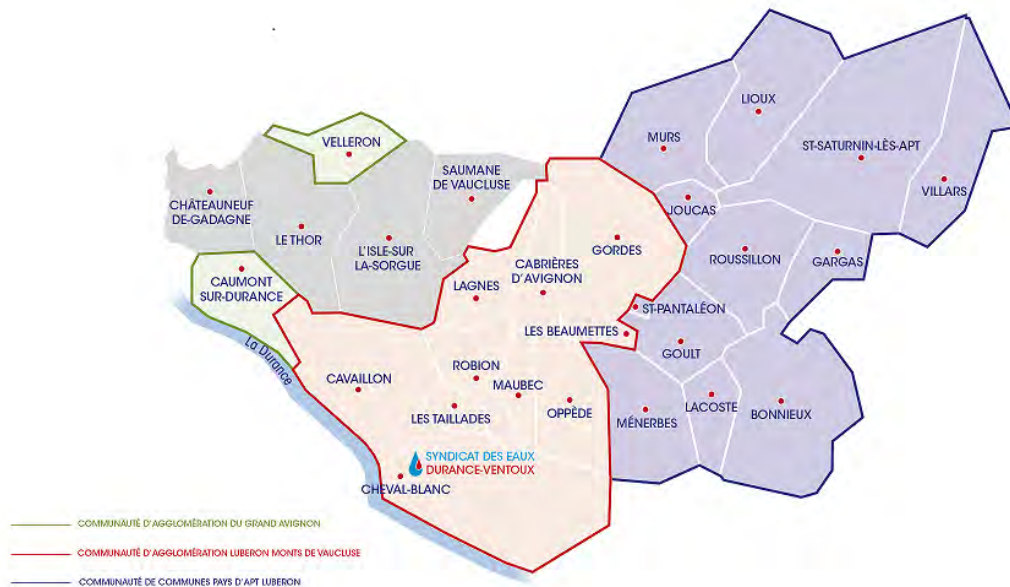 LIOUX
MURS
ST-SATURNIN-LÈS-APT
VELLERON
SAUMANE
DE VAUCLUSE
VILLARS
CHÂTEAUNEUF
DE-GADAGNE
JOUCAS
LE THOR
L'ISLE-SUR
LA-SORGUE
GORDES
ROUSSILLON
GARGAS
CAUMONT
SUR-DURANCE
CABRIÈRES
D'AVIGNON
LAGNES
ST-PANTALÉON
LES BEAUMETTES
GOULT
La Durance
CAVAILLON
ROBION
MAUBEC
LES TAILLADES
OPPÈDE
MÉNERBES
LACOSTE
BONNIEUX
SYNDICAT DES EAUX
DURANCE-VENTOUX
CHEVAL-BLANC
COMMUNAUTÉ D'AGGLOMÉRATION DU GRAND AVIGNON
COMMUNAUTÉ D'AGGLOMÉRATION LUBERON MONTS DE VAUCLUSE
COMMUNAUTÉ DE COMMUNES PAYS D'APT LUBERON